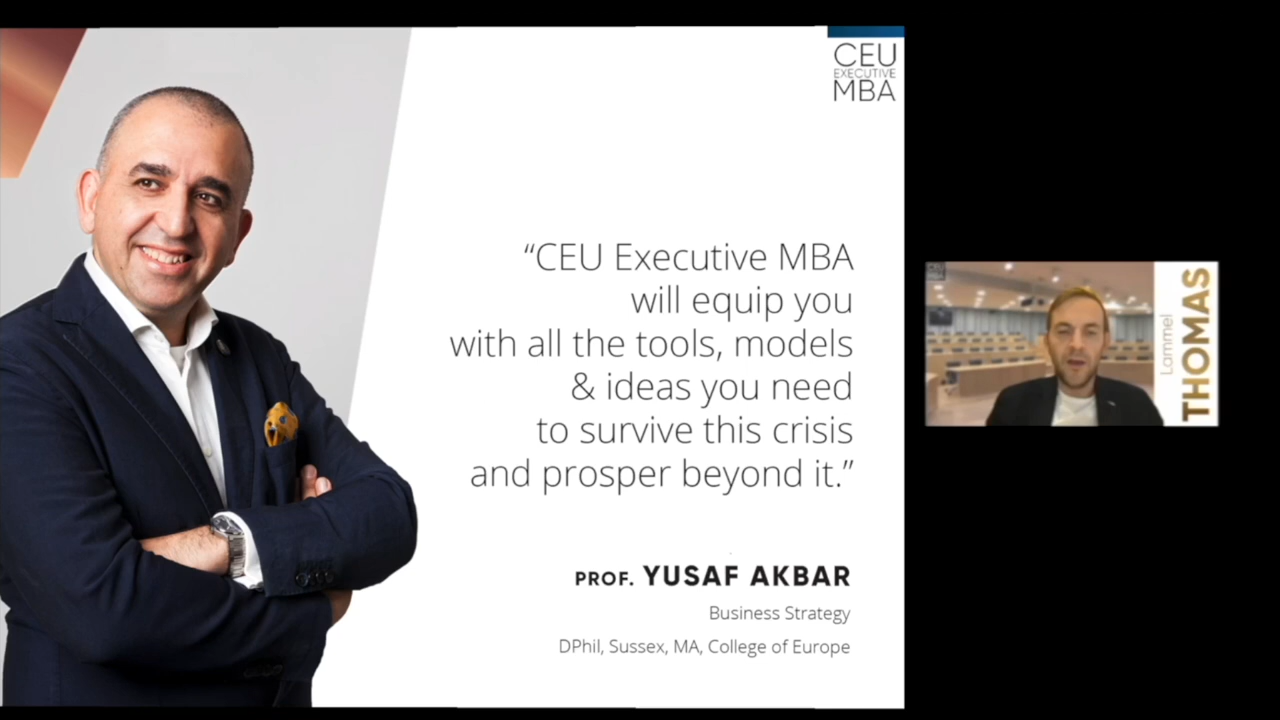 CEU
EXECUTIVE
MBA
“CEU Executive MBA
will equip you
with all the tools, models
& ideas you need
to survive this crisis
and prosper beyond it.”
PROF. YUSAF AKBAR
Business Strategy
DPhil, Sussex, MA, College of Europe
Lammel
THOMAS